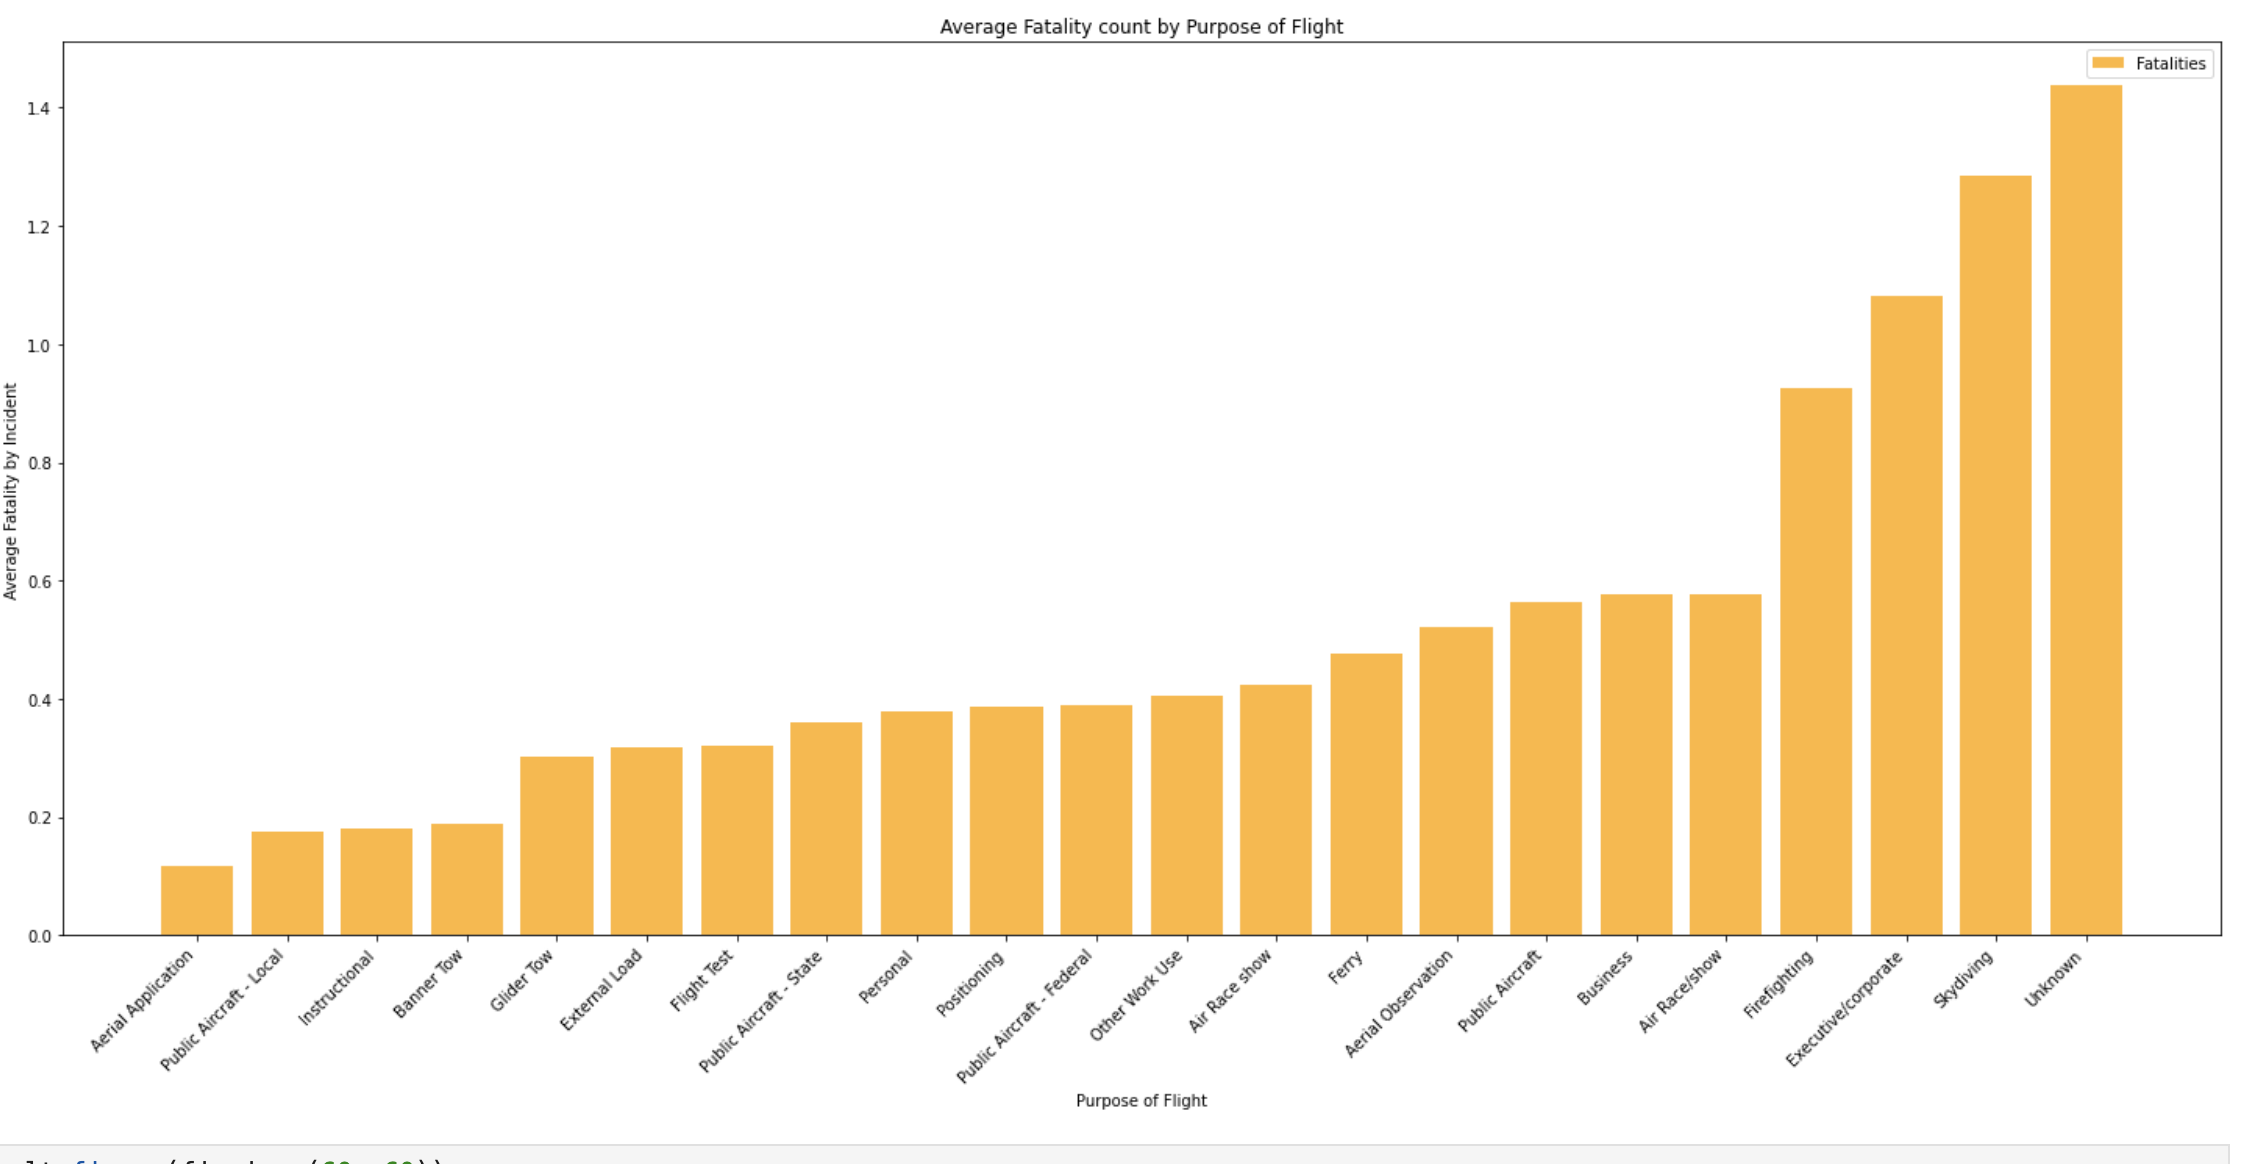 Average Fatality count by Purpose of Flight
Fatalities
1.4
1.2
1.0
0.8
0.6
0.4
0.2
0.0
Average Fatality by Incident
Aerial Application
Public Aircraft - Local
Instructional
Banner Tow
Glider Tow
External Load
Flight Test
Public Aircraft - State
Personal
Positioning
Public Aircraft - Federal
Other Work Use
Air Race show
Ferry
Aerial Observation
Public Aircraft
Business
Air Race/show
Firefighting
Executive/corporate
Skydiving
Unknown
Purpose of Flight